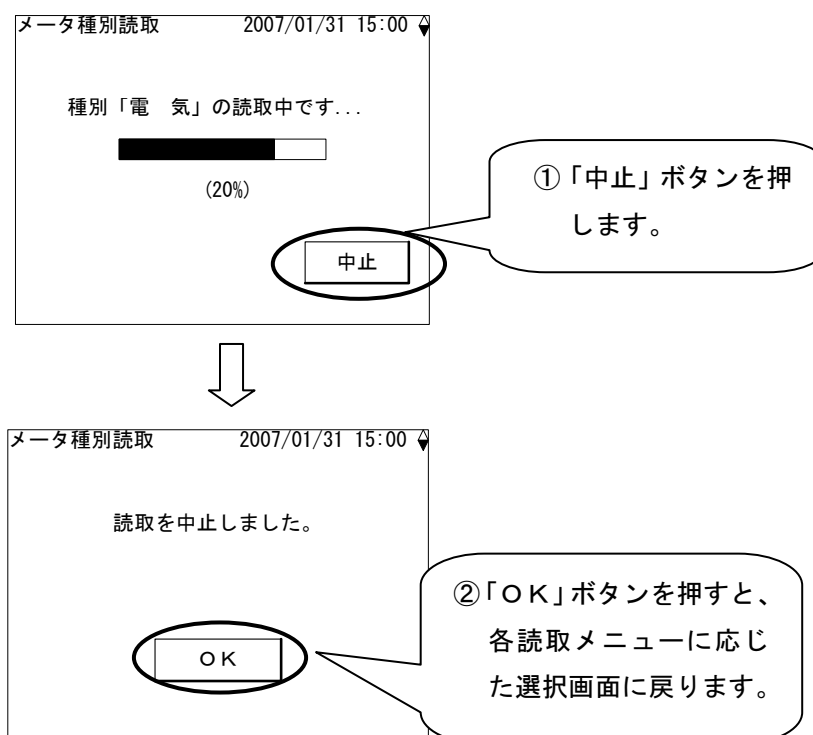 メータ種別読取 2007/01/31 15:00
種別「電　気」の読取中です...
(20%)
中止
①「中止」ボタンを押
します。
メータ種別読取 2007/01/31 15:00
読取を中止しました。
ＯＫ
②「ＯＫ」ボタンを押すと、
各読取メニューに応じ
た選択画面に戻ります。